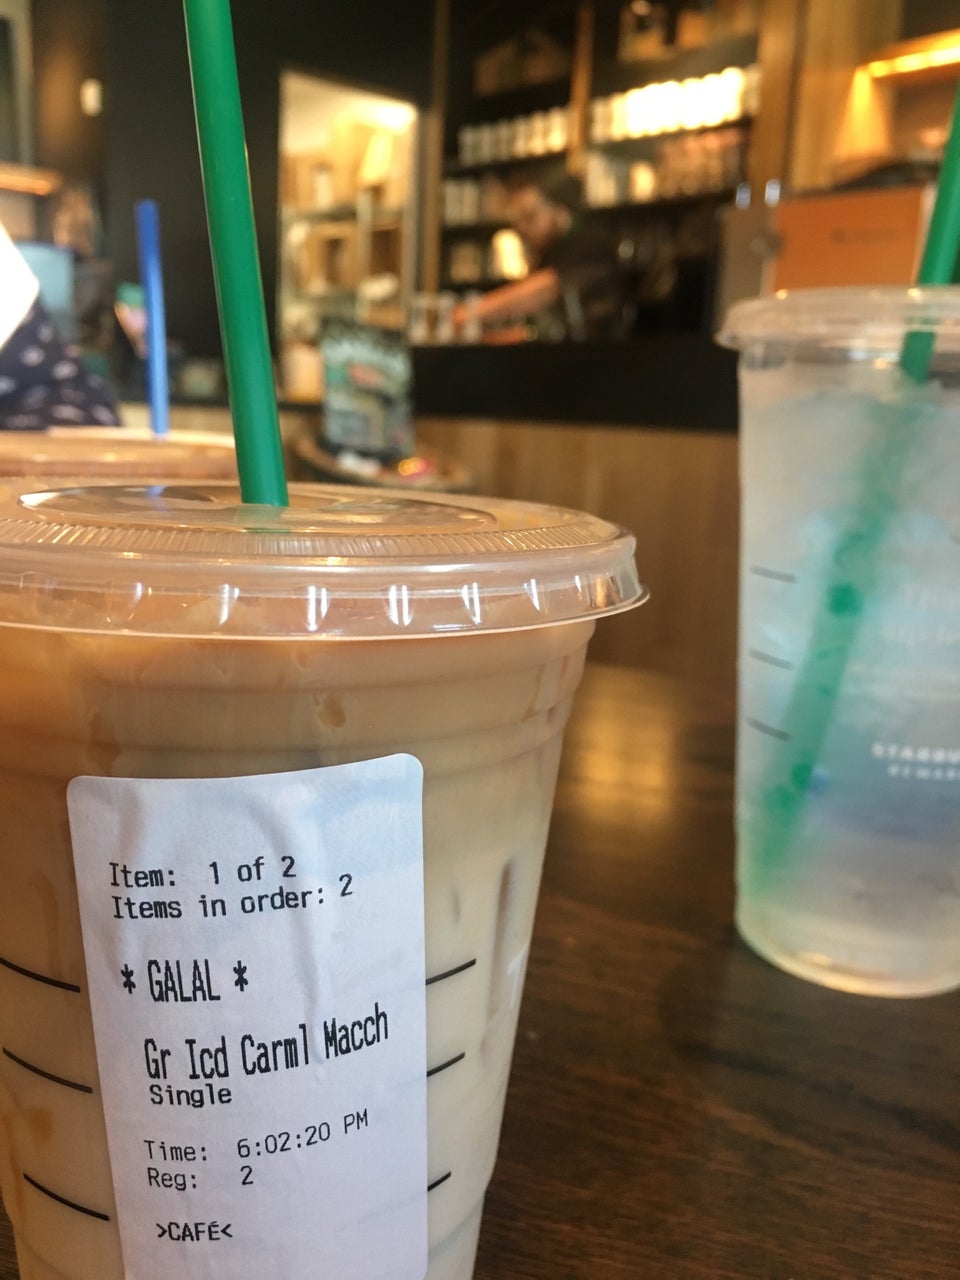 Item: 1 of 2
Items in order: 2
* GALAL *
Gr Icd Carml Macch
Single
Time: 6:02:20 PM
Reg: 2
>CAFÉ<